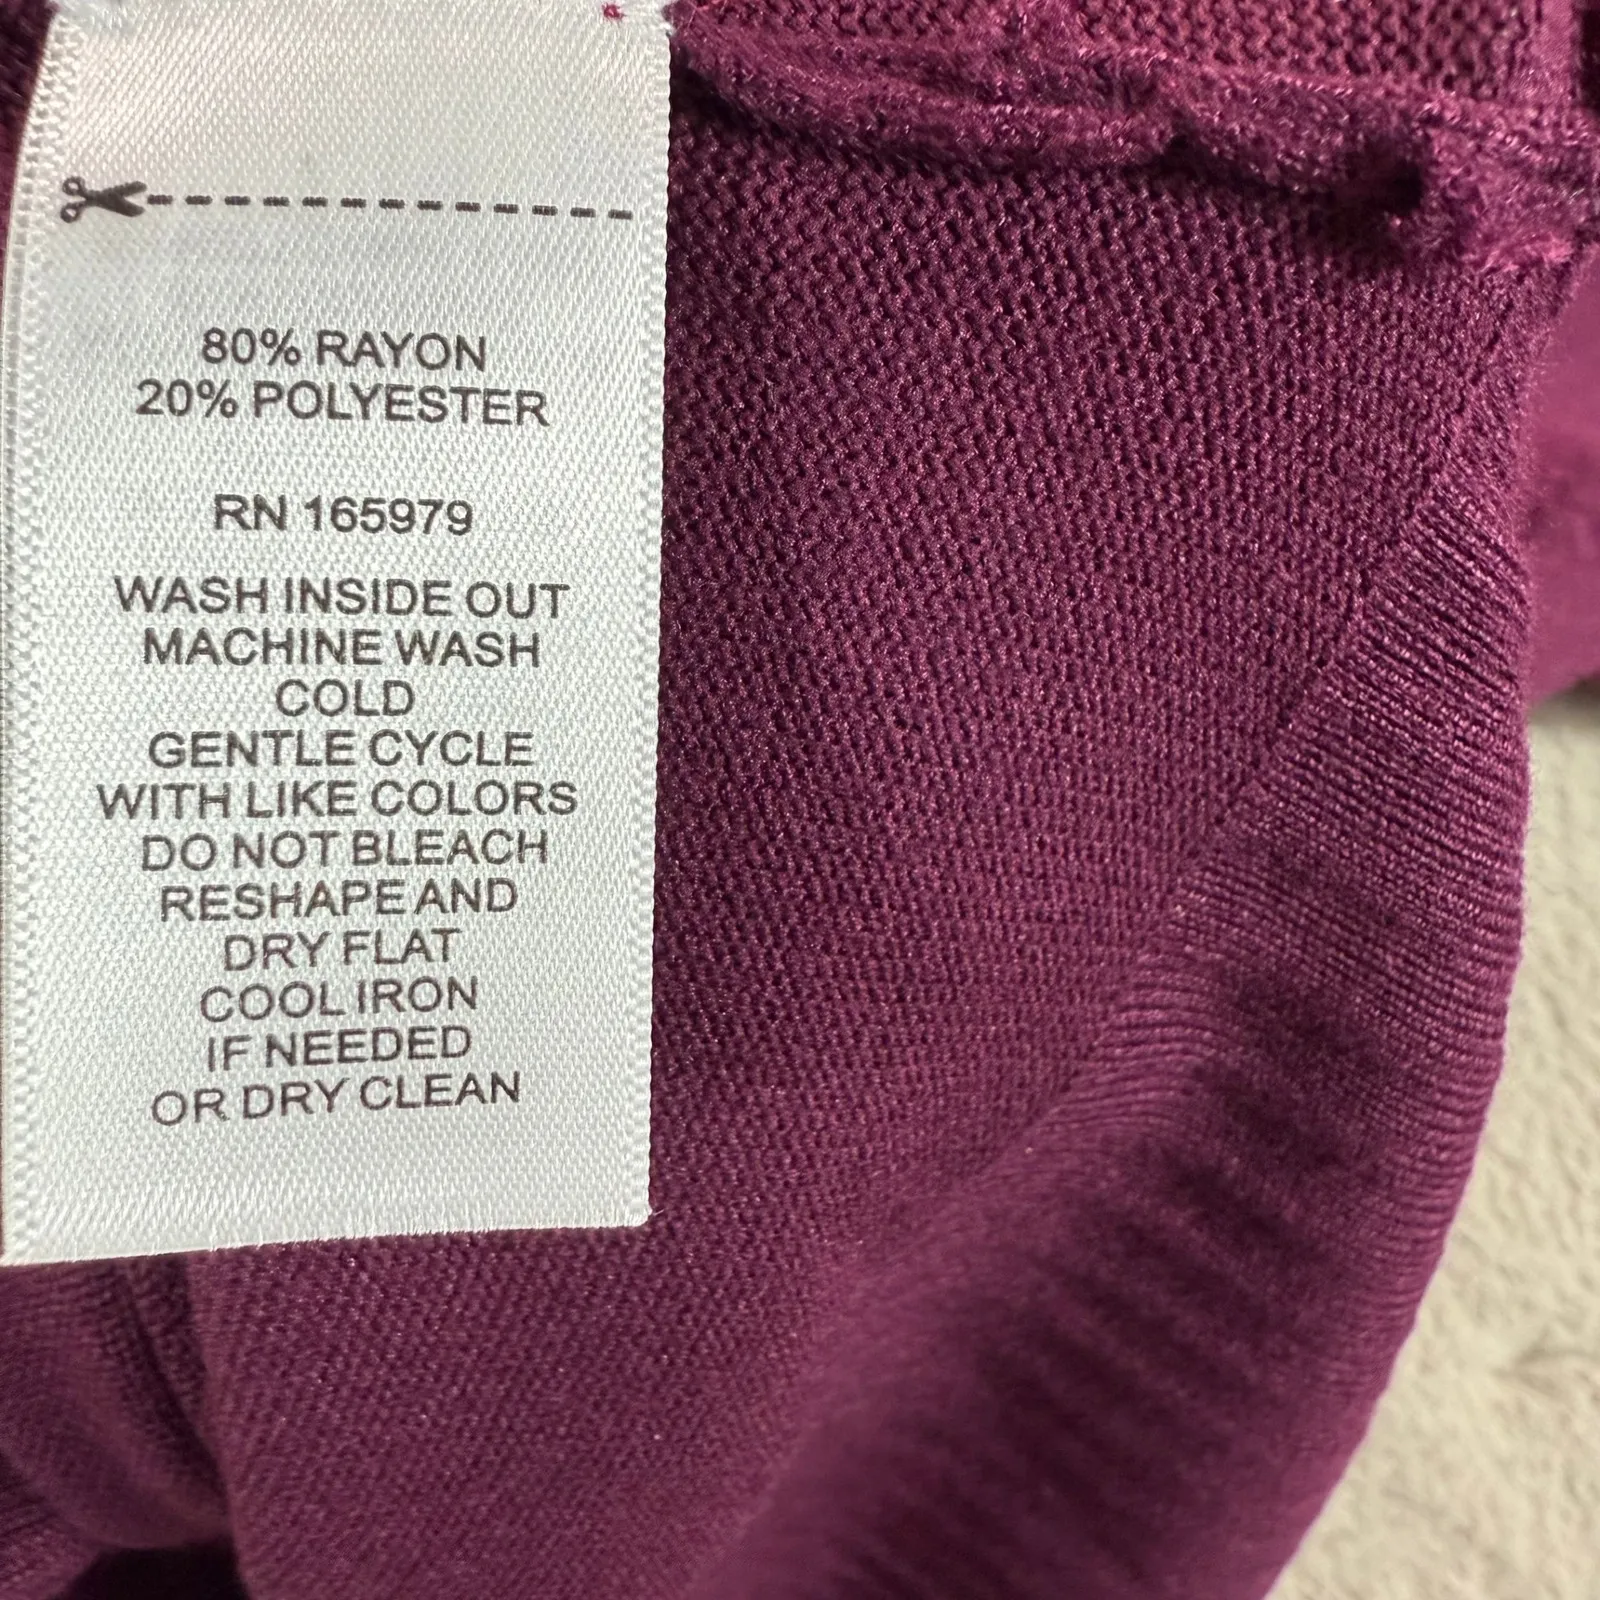 80% RAYON
20% POLYESTER
RN 165979
WASH INSIDE OUT
MACHINE WASH
COLD
GENTLE CYCLE
WITH LIKE COLORS
DO NOT BLEACH
RESHAPE AND
DRY FLAT
COOL IRON
IF NEEDED
OR DRY CLEAN